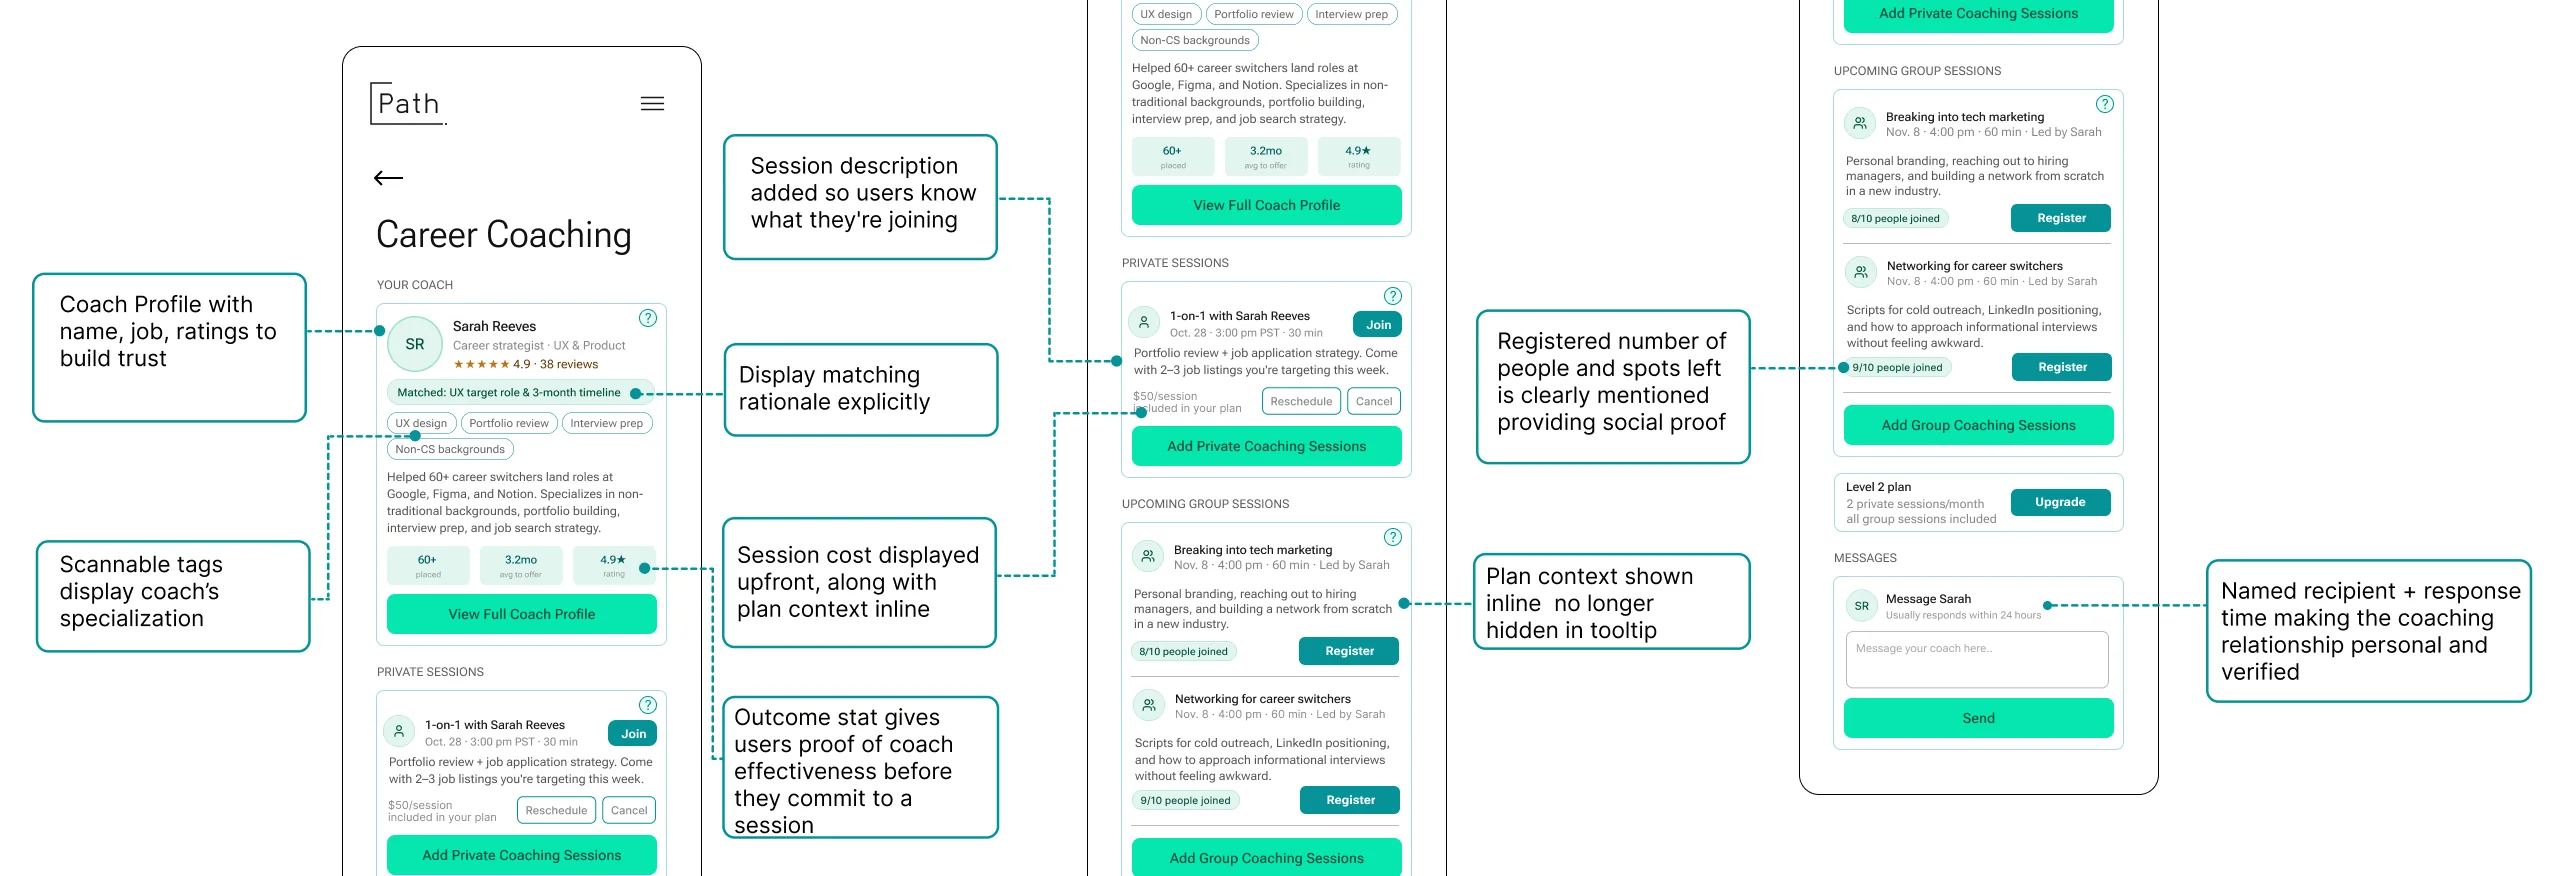 Path
Career Coaching
YOUR COACH
?
SR
Sarah Reeves
Career strategist · UX & Product
★★★★★ 4.9 · 38 reviews
Matched: UX target role & 3-month timeline
UX design
Portfolio review
Interview prep
Non-CS backgrounds
Helped 60+ career switchers land roles at
Google, Figma, and Notion. Specializes in non-
traditional backgrounds, portfolio building,
interview prep, and job search strategy.
60+
placed
3.2mo
avg to offer
4.9★
rating
View Full Coach Profile
PRIVATE SESSIONS
?
1-on-1 with Sarah Reeves
Oct. 28 · 3:00 pm PST · 30 min
Join
Portfolio review + job application strategy. Come
with 2–3 job listings you're targeting this week.
$50/session
included in your plan
Reschedule
Cancel
Add Private Coaching Sessions
Coach Profile with
name, job, ratings to
build trust
Scannable tags
display coach’s
specialization
Session description
added so users know
what they're joining
Display matching
rationale explicitly
Session cost displayed
upfront, along with
plan context inline
Outcome stat gives
users proof of coach
effectiveness before
they commit to a
session
UX design
Portfolio review
Interview prep
Non-CS backgrounds
Helped 60+ career switchers land roles at
Google, Figma, and Notion. Specializes in non-
traditional backgrounds, portfolio building,
interview prep, and job search strategy.
60+
placed
3.2mo
avg to offer
4.9★
rating
View Full Coach Profile
PRIVATE SESSIONS
?
1-on-1 with Sarah Reeves
Oct. 28 · 3:00 pm PST · 30 min
Join
Portfolio review + job application strategy. Come
with 2–3 job listings you're targeting this week.
$50/session
included in your plan
Reschedule
Cancel
Add Private Coaching Sessions
UPCOMING GROUP SESSIONS
?
Breaking into tech marketing
Nov. 8 · 4:00 pm · 60 min · Led by Sarah
Personal branding, reaching out to hiring
managers, and building a network from scratch
in a new industry.
8/10 people joined
Register
Networking for career switchers
Nov. 8 · 4:00 pm · 60 min · Led by Sarah
Scripts for cold outreach, LinkedIn positioning,
and how to approach informational interviews
without feeling awkward.
9/10 people joined
Register
Add Group Coaching Sessions
Registered number of
people and spots left
is clearly mentioned
providing social proof
Plan context shown
inline no longer
hidden in tooltip
Add Private Coaching Sessions
UPCOMING GROUP SESSIONS
?
Breaking into tech marketing
Nov. 8 · 4:00 pm · 60 min · Led by Sarah
Personal branding, reaching out to hiring
managers, and building a network from scratch
in a new industry.
8/10 people joined
Register
Networking for career switchers
Nov. 8 · 4:00 pm · 60 min · Led by Sarah
Scripts for cold outreach, LinkedIn positioning,
and how to approach informational interviews
without feeling awkward.
9/10 people joined
Register
Add Group Coaching Sessions
Level 2 plan
2 private sessions/month
all group sessions included
Upgrade
MESSAGES
SR
Message Sarah
Usually responds within 24 hours
Message your coach here..
Send
Named recipient + response
time making the coaching
relationship personal and
verified